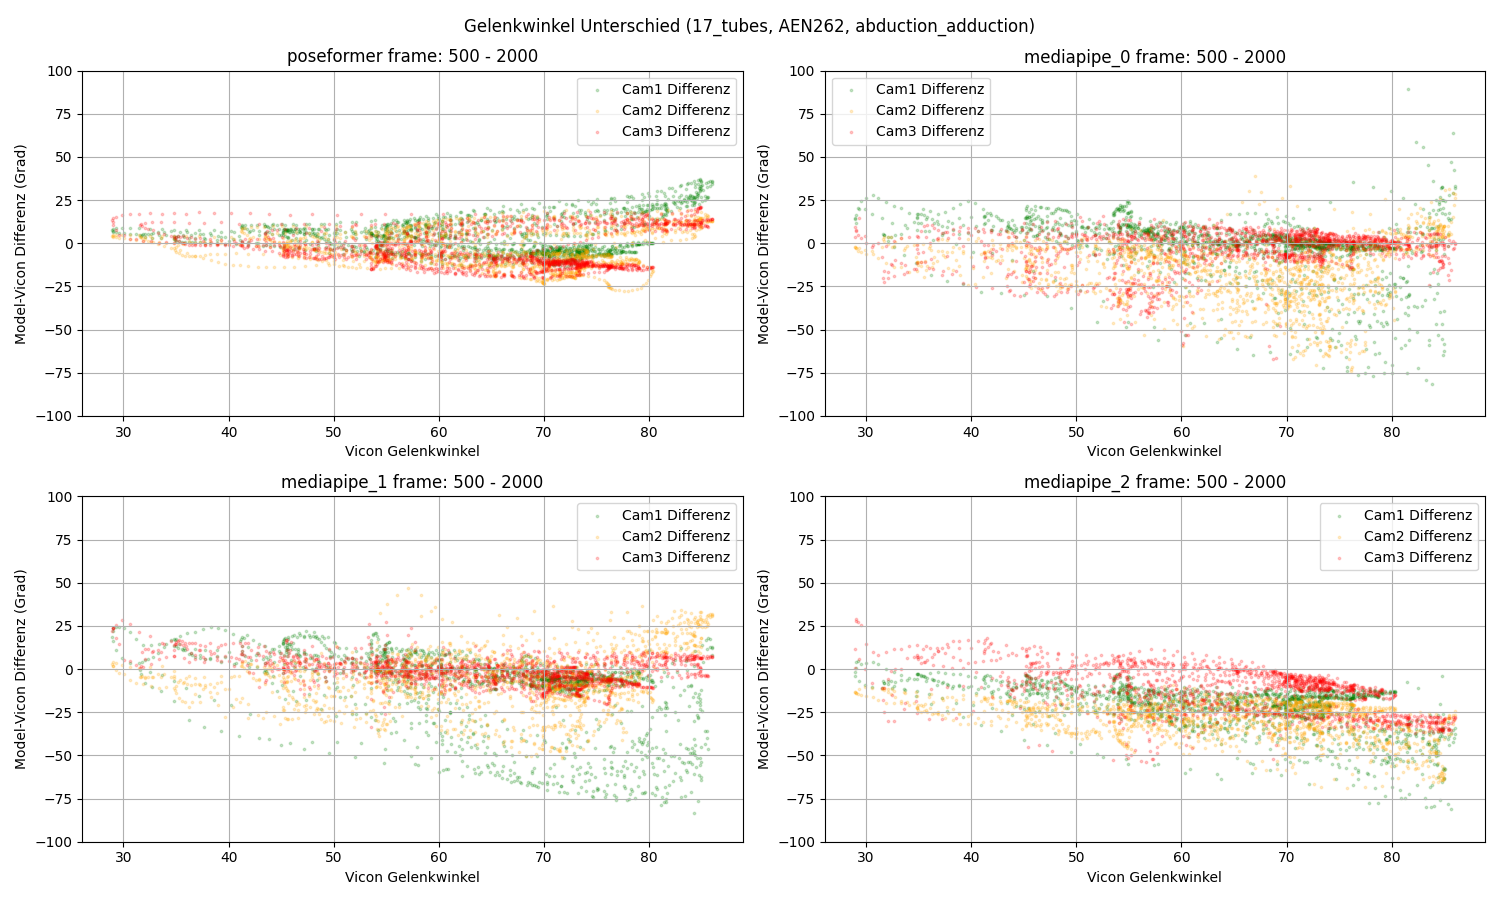 Gelenkwinkel Unterschied (17_tubes, AEN262, abduction_adduction)
poseformer frame: 500 - 2000
Model-Vicon Differenz (Grad)
100
75
50
25
0
−25
−50
−75
−100
Cam1 Differenz
Cam2 Differenz
Cam3 Differenz
30 40 50 60 70 80
Vicon Gelenkwinkel
mediapipe_0 frame: 500 - 2000
Model-Vicon Differenz (Grad)
100
75
50
25
0
−25
−50
−75
−100
Cam1 Differenz
Cam2 Differenz
Cam3 Differenz
30 40 50 60 70 80
Vicon Gelenkwinkel
mediapipe_1 frame: 500 - 2000
Model-Vicon Differenz (Grad)
100
75
50
25
0
−25
−50
−75
−100
Cam1 Differenz
Cam2 Differenz
Cam3 Differenz
30 40 50 60 70 80
Vicon Gelenkwinkel
mediapipe_2 frame: 500 - 2000
Model-Vicon Differenz (Grad)
100
75
50
25
0
−25
−50
−75
−100
Cam1 Differenz
Cam2 Differenz
Cam3 Differenz
30 40 50 60 70 80
Vicon Gelenkwinkel